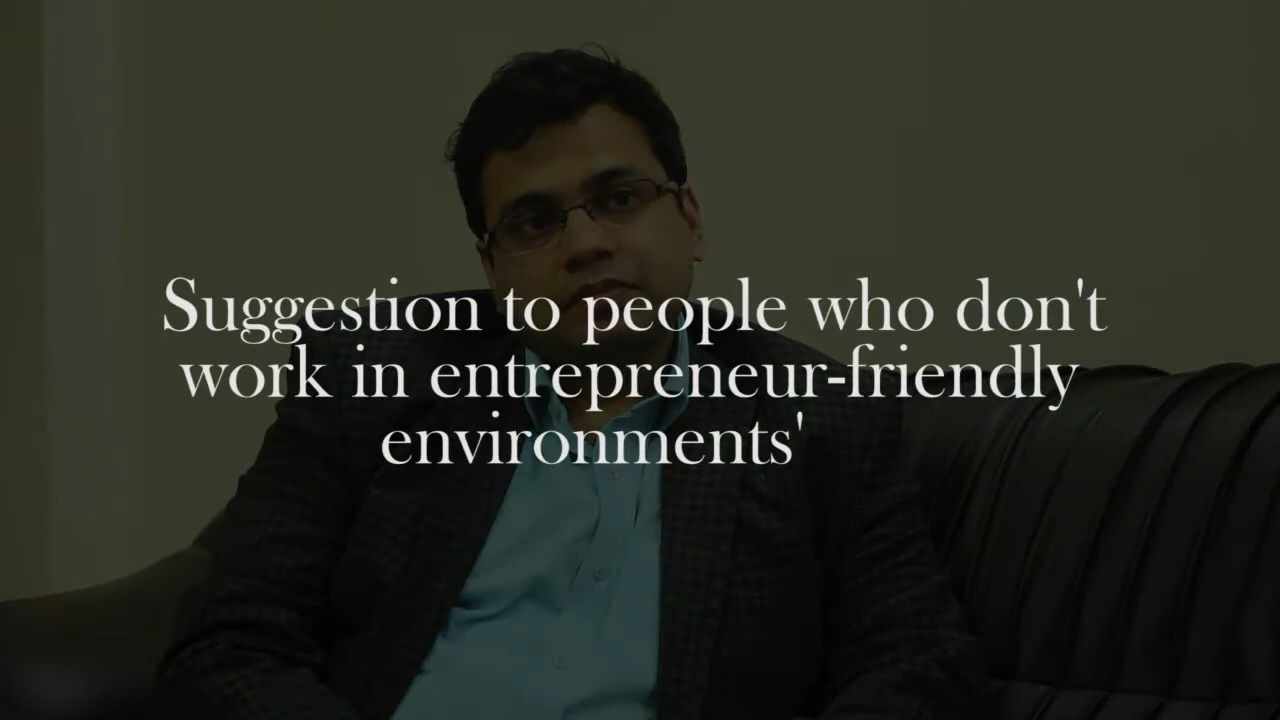 Suggestion to people who don't
work in entrepreneur-friendly
environments'